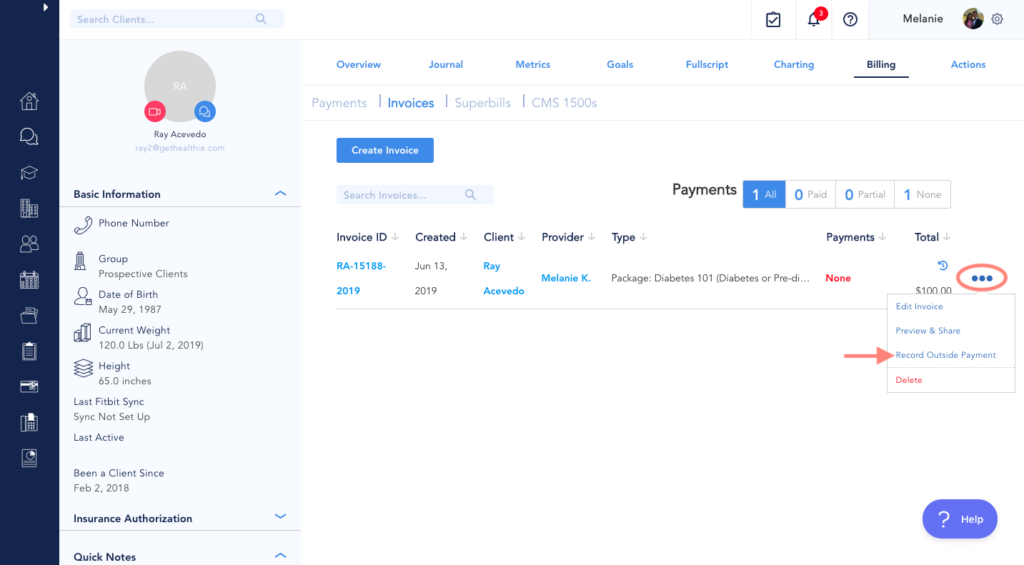 Search Clients...
3
Melanie
RA
Ray Acevedo
ray2@gethealthie.com
Basic Information
Phone Number
Group
Prospective Clients
Date of Birth
May 29, 1987
Current Weight
120.0 Lbs (Jul 2, 2019)
Height
65.0 inches
Last Fitbit Sync
Sync Not Set Up
Last Active
Been a Client Since
Feb 2, 2018
Insurance Authorization
Quick Notes
Overview Journal Metrics Goals Fullscript Charting Billing Actions
Payments Invoices Superbills CMS 1500s
Create Invoice
Search Invoices...
Payments 1 All 0 Paid 0 Partial 1 None
Invoice ID Created Client Provider Type Payments Total
RA-15188- Jun 13, Ray
Melanie K. Package: Diabetes 101 (Diabetes or Pre-di... None
2019 2019 Acevedo $100.00
Edit Invoice
Preview & Share
Record Outside Payment
Delete
? Help